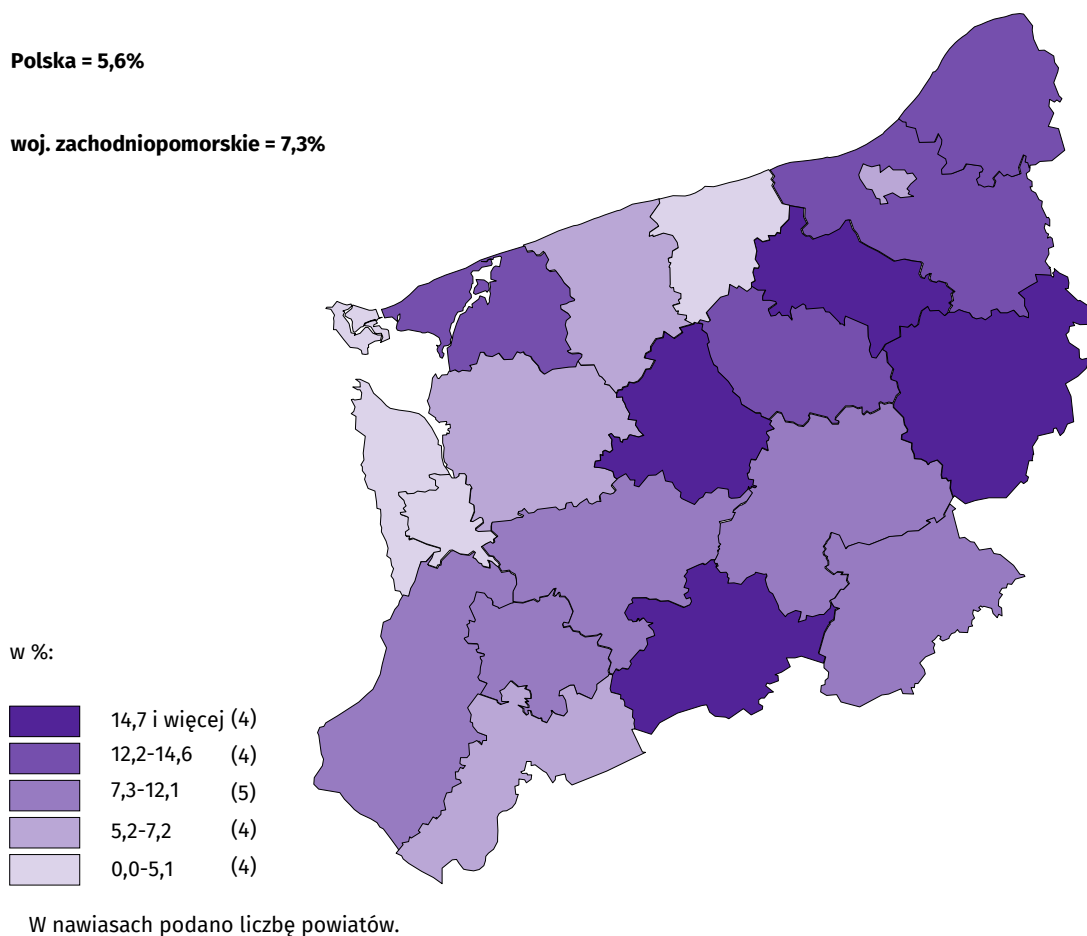 Polska = 5,6%
woj. zachodniopomorskie = 7,3%
w %:
14,7 i więcej (4)
12,2-14,6 (4)
7,3-12,1 (5)
5,2-7,2 (4)
0,0-5,1 (4)
W nawiasach podano liczbę powiatów.